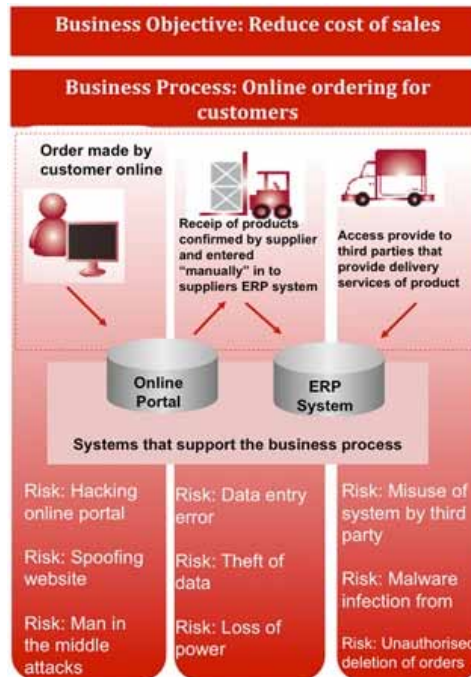 Business Objective: Reduce cost of sales
Business Process: Online ordering for
customers
Order made by
customer online
Receip of products
confirmed by supplier
and entered
"manually" in to
suppliers ERP system
Access provide to
third parties that
provide delivery
services of product
Online
Portal
ERP
System
Systems that support the business process
Risk: Hacking
online portal
Risk: Spoofing
website
Risk: Man in
the middle
attacks
Risk: Data entry
error
Risk: Theft of
data
Risk: Loss of
power
Risk: Misuse of
system by third
party
Risk: Malware
infection from
Risk: Unauthorised
deletion of orders